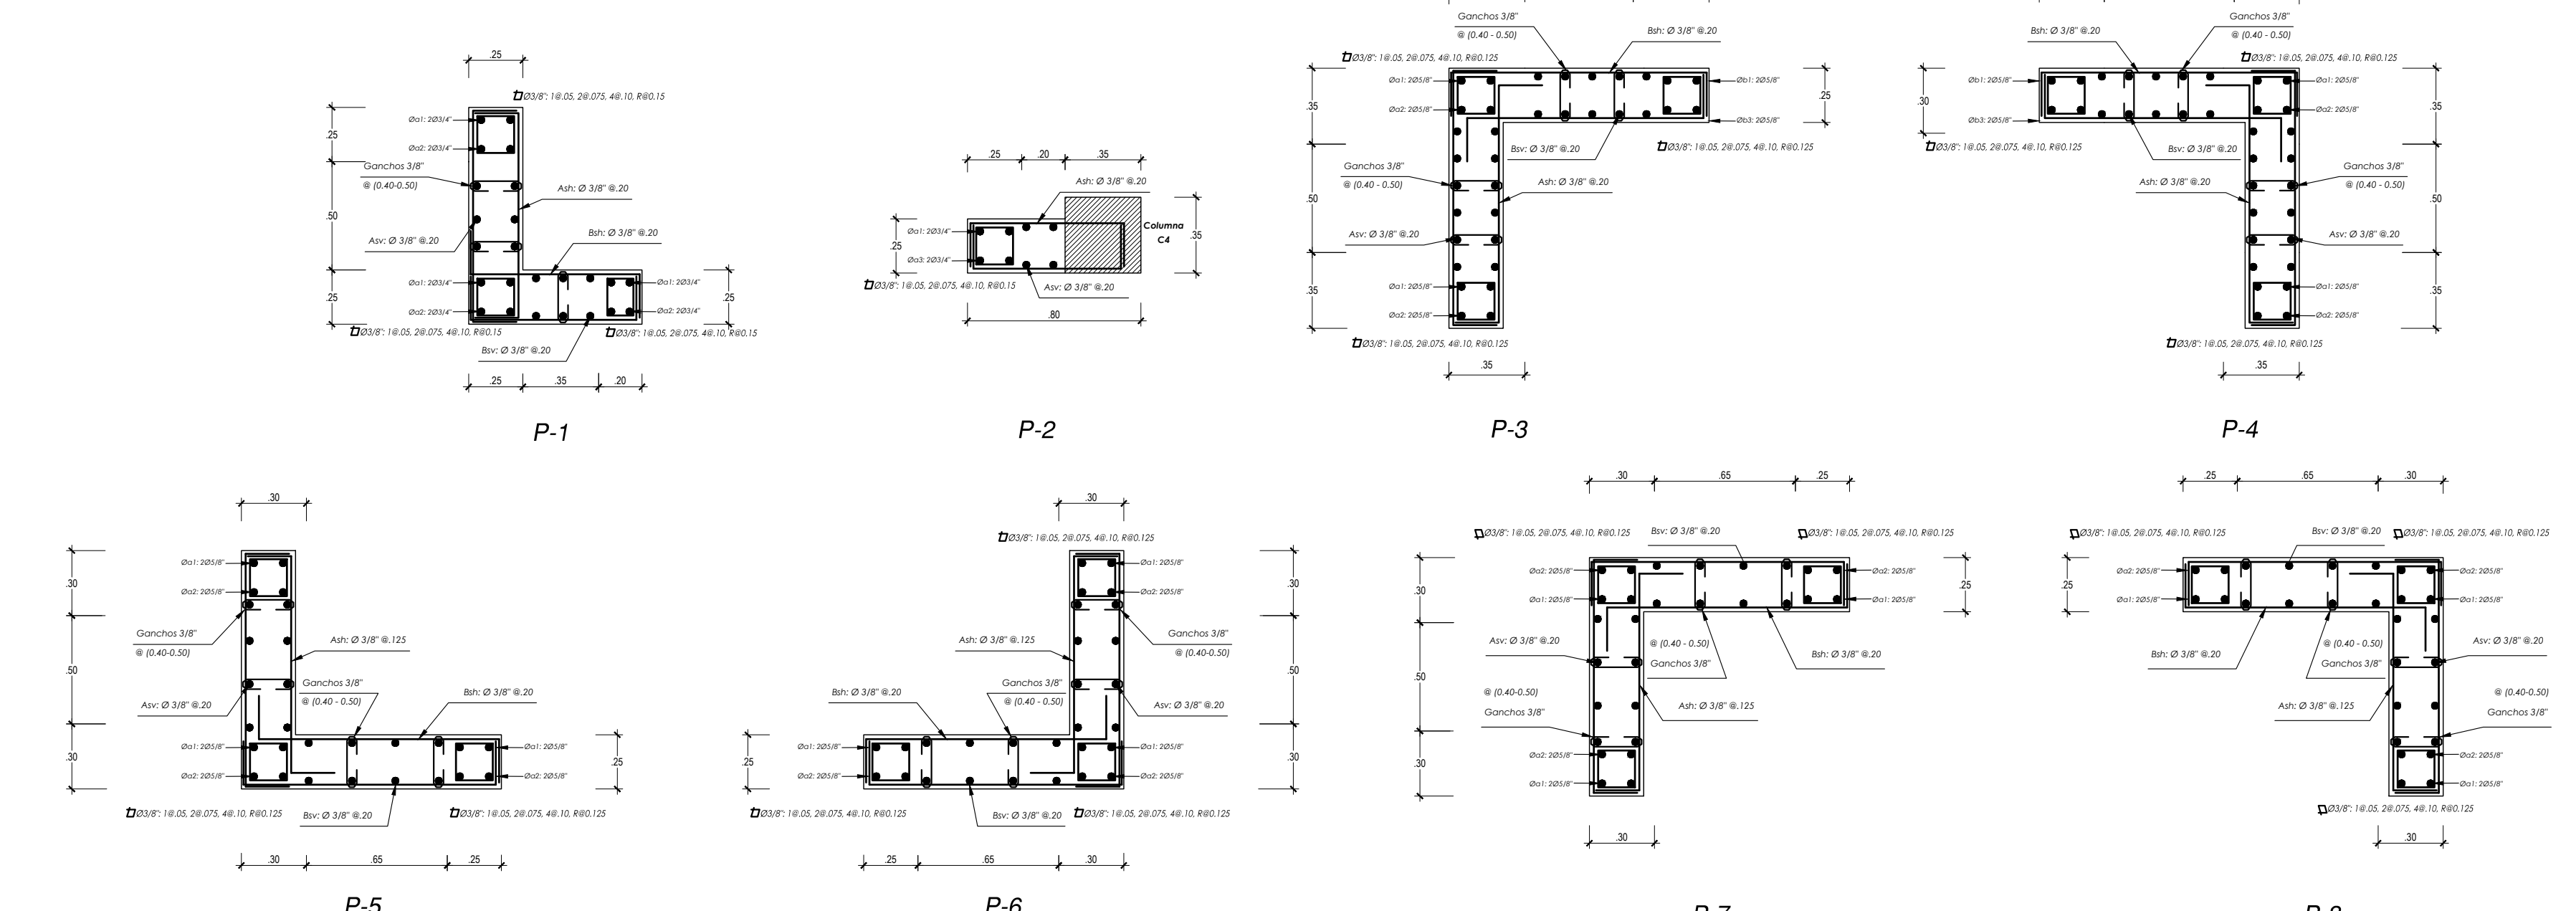 .25
Ø3/8": 1@.05, 2@.075, 4@.10, R@0.15
Øa1: 2Ø3/4"
Øa2: 2Ø3/4"
.25
Ganchos 3/8"
@ (0.40-0.50)
Ash: Ø 3/8" @.20
.50
Asv: Ø 3/8" @.20
Bsh: Ø 3/8" @.20
Øa1: 2Ø3/4"
Øa1: 2Ø3/4"
.25
.25
Øa2: 2Ø3/4"
Øa2: 2Ø3/4"
Ø3/8": 1@.05, 2@.075, 4@.10, R@0.15
Ø3/8": 1@.05, 2@.075, 4@.10, R@0.15
Bsv: Ø 3/8" @.20
.25
.35
.20
P-1
.25
.20
.35
Ash: Ø 3/8" @.20
Øa1: 2Ø3/4"
.25
Columna
C4
.35
Øa3: 2Ø3/4"
Ø3/8": 1@.05, 2@.075, 4@.10, R@0.15
Asv: Ø 3/8" @.20
.80
P-2
Ganchos 3/8"
@ (0.40 - 0.50)
Bsh: Ø 3/8" @.20
Ø3/8": 1@.05, 2@.075, 4@.10, R@0.125
Øa1: 2Ø5/8"
Øb1: 2Ø5/8"
.35
.25
Øa2: 2Ø5/8"
Øb3: 2Ø5/8"
Bsv: Ø 3/8" @.20
Ø3/8": 1@.05, 2@.075, 4@.10, R@0.125
Ganchos 3/8"
@ (0.40 - 0.50)
Ash: Ø 3/8" @.20
.50
Asv: Ø 3/8" @.20
Øa1: 2Ø5/8"
.35
Øa2: 2Ø5/8"
Ø3/8": 1@.05, 2@.075, 4@.10, R@0.125
.35
P-3
Ganchos 3/8"
@ (0.40 - 0.50)
Bsh: Ø 3/8" @.20
Ø3/8": 1@.05, 2@.075, 4@.10, R@0.125
Øb1: 2Ø5/8"
Øa1: 2Ø5/8"
.30
.35
Øa2: 2Ø5/8"
Øb3: 2Ø5/8"
Ø3/8": 1@.05, 2@.075, 4@.10, R@0.125
Bsv: Ø 3/8" @.20
Ganchos 3/8"
@ (0.40 - 0.50)
Ash: Ø 3/8" @.20
.50
Asv: Ø 3/8" @.20
Øa1: 2Ø5/8"
.35
Øa2: 2Ø5/8"
Ø3/8": 1@.05, 2@.075, 4@.10, R@0.125
.35
P-4
.30
Øa1: 2Ø5/8"
.30
Øa2: 2Ø5/8"
Ganchos 3/8"
@ (0.40-0.50)
Ash: Ø 3/8" @.125
.50
Ganchos 3/8"
@ (0.40 - 0.50)
Bsh: Ø 3/8" @.20
Asv: Ø 3/8" @.20
Øa1: 2Ø5/8"
Øa1: 2Ø5/8"
.30
.25
Øa2: 2Ø5/8"
Øa2: 2Ø5/8"
Ø3/8": 1@.05, 2@.075, 4@.10, R@0.125
Bsv: Ø 3/8" @.20
Ø3/8": 1@.05, 2@.075, 4@.10, R@0.125
.30
.65
.25
P-5
.30
Ø3/8": 1@.05, 2@.075, 4@.10, R@0.125
Øa1: 2Ø5/8"
.30
Øa2: 2Ø5/8"
Ash: Ø 3/8" @.125
Ganchos 3/8"
@ (0.40-0.50)
.50
Bsh: Ø 3/8" @.20
Ganchos 3/8"
@ (0.40 - 0.50)
Asv: Ø 3/8" @.20
Øa1: 2Ø5/8"
Øa1: 2Ø5/8"
.25
.30
Øa2: 2Ø5/8"
Øa2: 2Ø5/8"
Ø3/8": 1@.05, 2@.075, 4@.10, R@0.125
Bsv: Ø 3/8" @.20
Ø3/8": 1@.05, 2@.075, 4@.10, R@0.125
.25
.65
.30
P-6
.30
.65
.25
Ø3/8": 1@.05, 2@.075, 4@.10, R@0.125
Bsv: Ø 3/8" @.20
Ø3/8": 1@.05, 2@.075, 4@.10, R@0.125
Øa2: 2Ø5/8"
Øa2: 2Ø5/8"
.30
.25
Øa1: 2Ø5/8"
Øa1: 2Ø5/8"
Asv: Ø 3/8" @.20
@ (0.40 - 0.50)
Ganchos 3/8"
Bsh: Ø 3/8" @.20
.50
@ (0.40-0.50)
Ganchos 3/8"
Ash: Ø 3/8" @.125
Øa2: 2Ø5/8"
.30
Øa1: 2Ø5/8"
.30
P-7
.25
.65
.30
Ø3/8": 1@.05, 2@.075, 4@.10, R@0.125
Bsv: Ø 3/8" @.20
Ø3/8": 1@.05, 2@.075, 4@.10, R@0.125
Øa2: 2Ø5/8"
Øa2: 2Ø5/8"
.25
Øa1: 2Ø5/8"
Øa1: 2Ø5/8"
Bsh: Ø 3/8" @.20
@ (0.40 - 0.50)
Ganchos 3/8"
Asv: Ø 3/8" @.20
@ (0.40-0.50)
Ganchos 3/8"
Ash: Ø 3/8" @.125
Øa2: 2Ø5/8"
Øa1: 2Ø5/8"
Ø3/8": 1@.05, 2@.075, 4@.10, R@0.125
.30